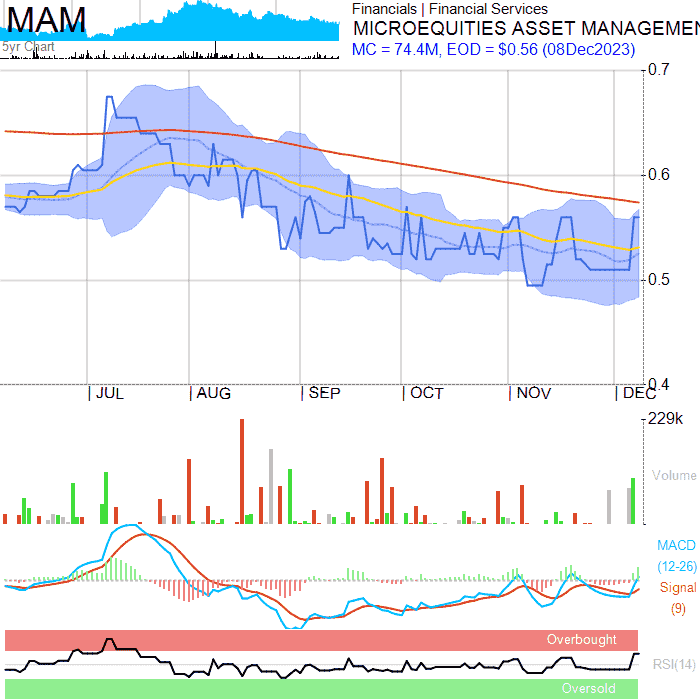 MAM
5yr Chart
Financials | Financial Services
MICROEQUITIES ASSET MANAGEMEN
MC = 74.4M, EOD = $0.56 (08Dec2023)
0.7
0.6
0.5
0.4
JUL AUG SEP OCT NOV DEC
229k
Volume
MACD
(12-26)
Signal
(9)
Overbought
RSI(14)
Oversold